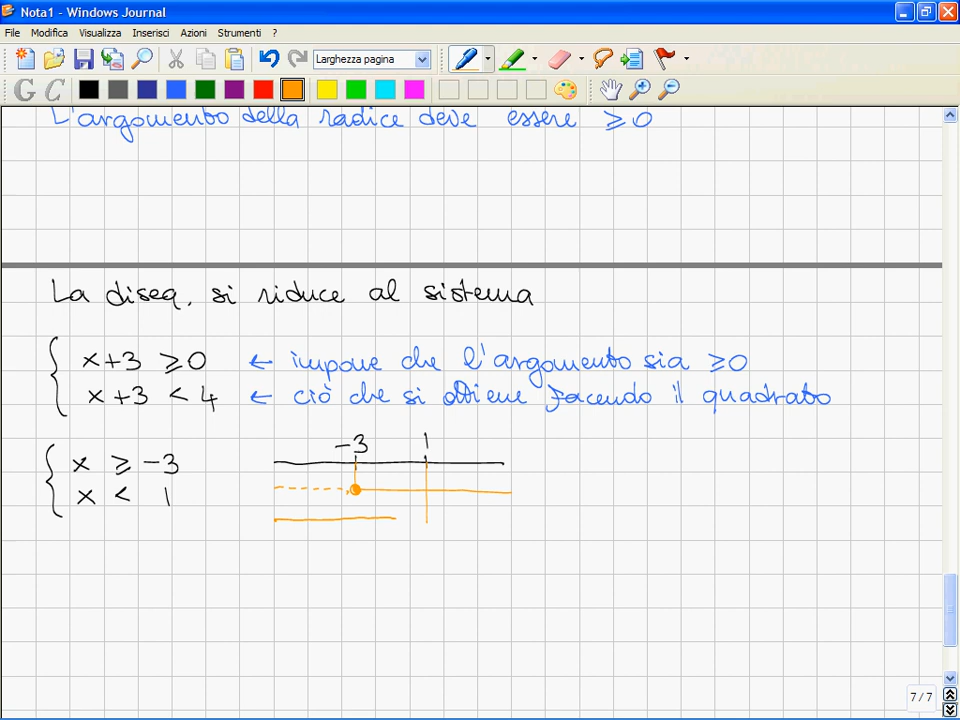 Nota1 - Windows Journal
File Modifica Visualizza Inserisci Azioni Strumenti ?
Larghezza pagina
G C
L'argomento della radice deve essere ≥0
La diseq. si riduce al sistema
x+3 ≥0 ← impone che l'argomento sia ≥0
x+3 < 4 ← ciò che si ottiene facendo il quadrato
-3 1
x ≥ -3
x < 1
7 / 7